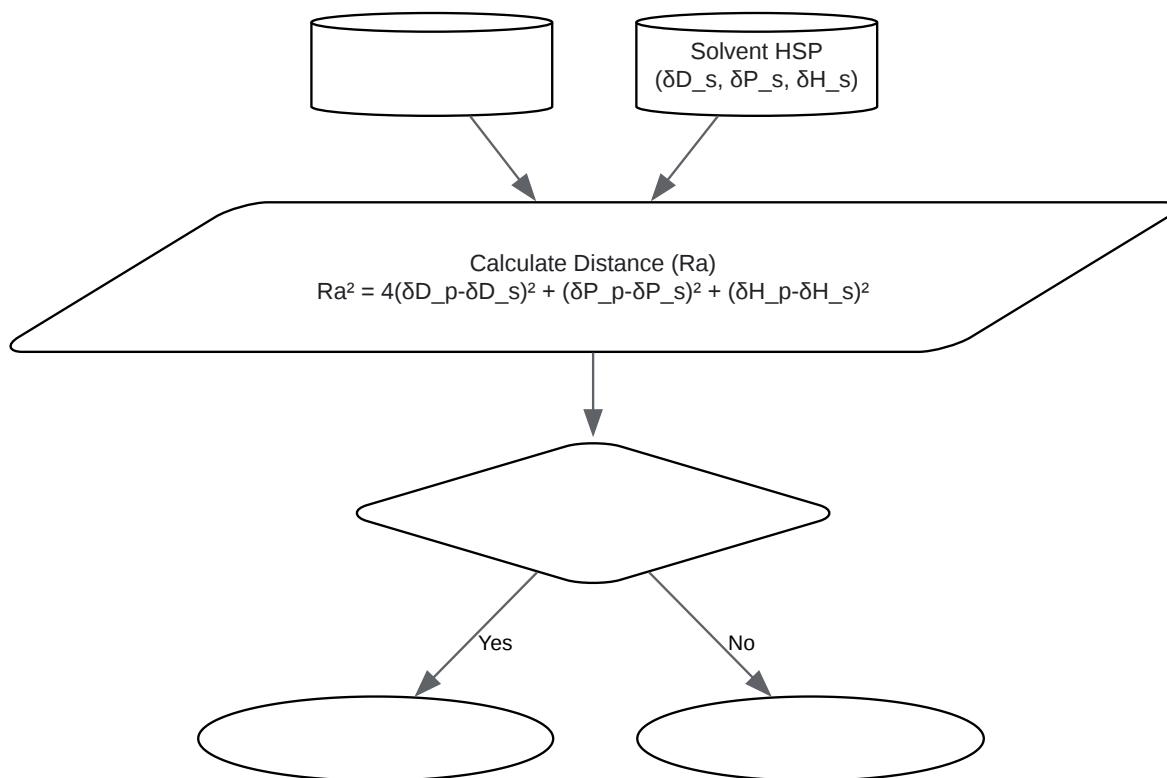 Solvent HSP
(δD_s, δP_s, δH_s)
Calculate Distance (Ra)
Ra² = 4(δD_p-δD_s)² + (δP_p-δP_s)² + (δH_p-δH_s)²
Yes
No